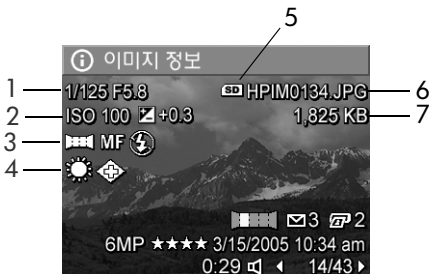 5
이미지 정보
1 1/125 F5.8 SD HPIM0134.JPG 6
2 ISO 100 +0.3 1,825 KB 7
3 MF
4
3 2
6MP ★★★★ 3/15/2005 10:34 am
0:29 14/43